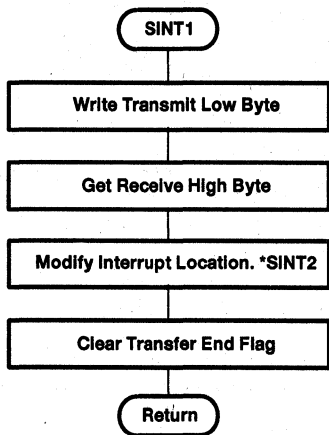 SINT1
Write Transmit Low Byte
Get Receive High Byte
Modify Interrupt Location. *SINT2
Clear Transfer End Flag
Return